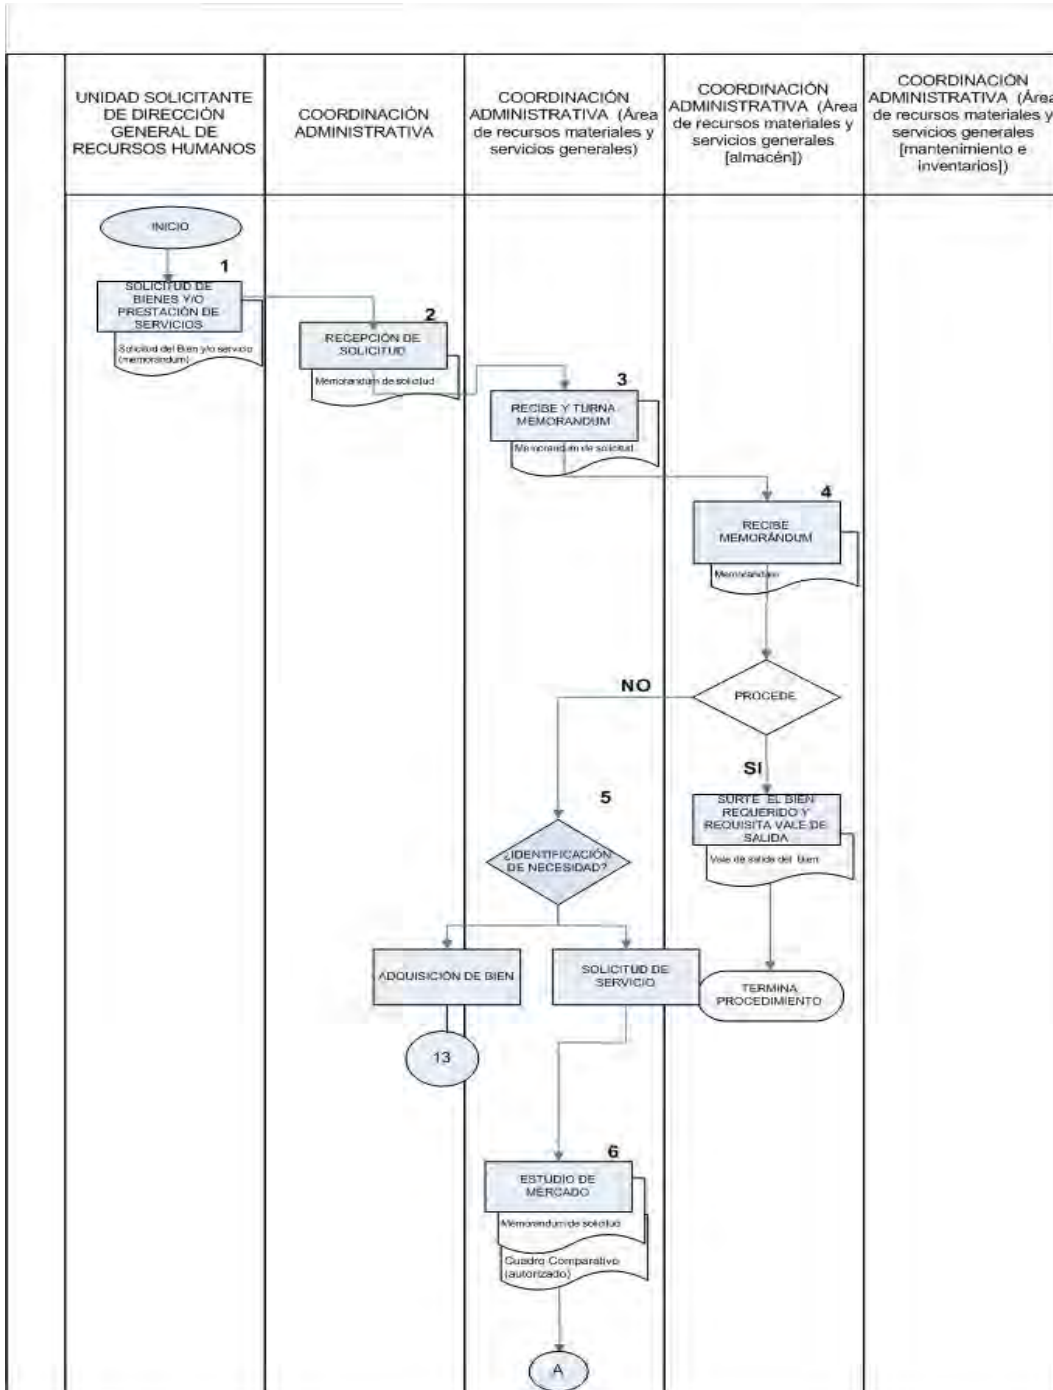 UNIDAD SOLICITANTE
DE DIRECCIÓN
GENERAL DE
RECURSOS HUMANOS
COORDINACIÓN
ADMINISTRATIVA
COORDINACIÓN
ADMINISTRATIVA (Área
de recursos materiales y
servicios generales)
COORDINACIÓN
ADMINISTRATIVA (Área
de recursos materiales y
servicios generales
[almacén])
COORDINACIÓN
ADMINISTRATIVA (Área
de recursos materiales y
servicios generales
[mantenimiento e
inventarios])
INICIO
1
SOLICITUD DE
BIENES Y/O
PRESTACIÓN DE
SERVICIOS
Solicitud del Bien y/o servicio
(memorándum)
2
RECEPCIÓN DE
SOLICITUD
Memorandum de solicitud
3
RECIBE Y TURNA
MEMORANDUM
Memorandum de solicitud
4
RECIBE
MEMORÁNDUM
Memorandum
PROCEDE
NO
SI
SURTE EL BIEN
REQUERIDO Y
REQUISITA VALE DE
SALIDA
Vale de salida del Bien
TERMINA
PROCEDIMIENTO
5
¿IDENTIFICACIÓN
DE NECESIDAD?
ADQUISICIÓN DE BIEN
13
SOLICITUD DE
SERVICIO
6
ESTUDIO DE
MERCADO
Memorandum de solicitud
Cuadro Comparativo
(autorizado)
A